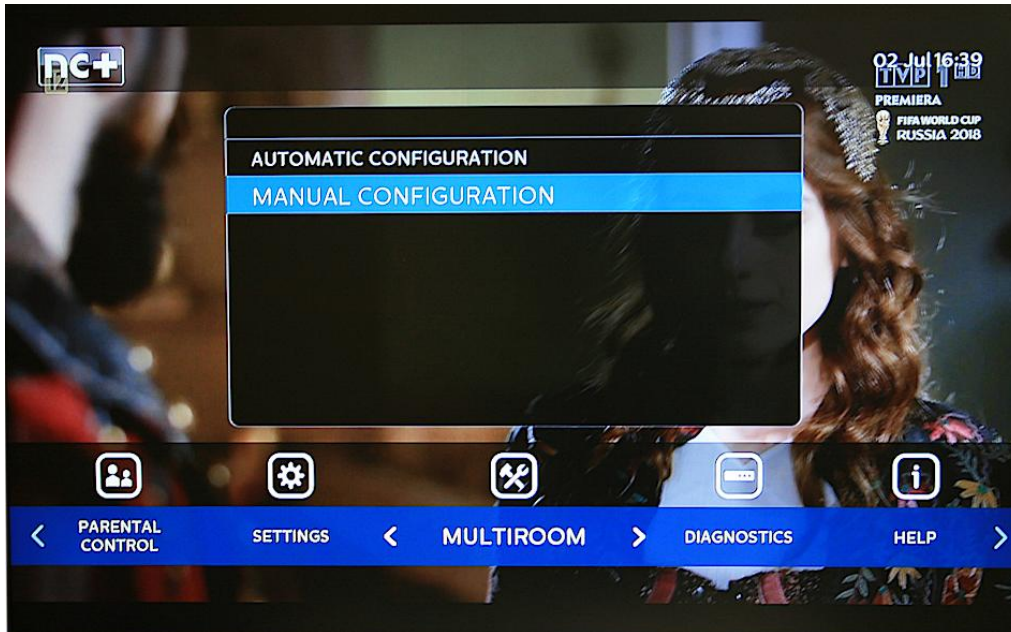 nc+
12
02 Jul 16:39
TVP 1 HD
PREMIERA
FIFA WORLD CUP
RUSSIA 2018
AUTOMATIC CONFIGURATION
MANUAL CONFIGURATION
PARENTAL
CONTROL
SETTINGS
MULTIROOM
DIAGNOSTICS
HELP